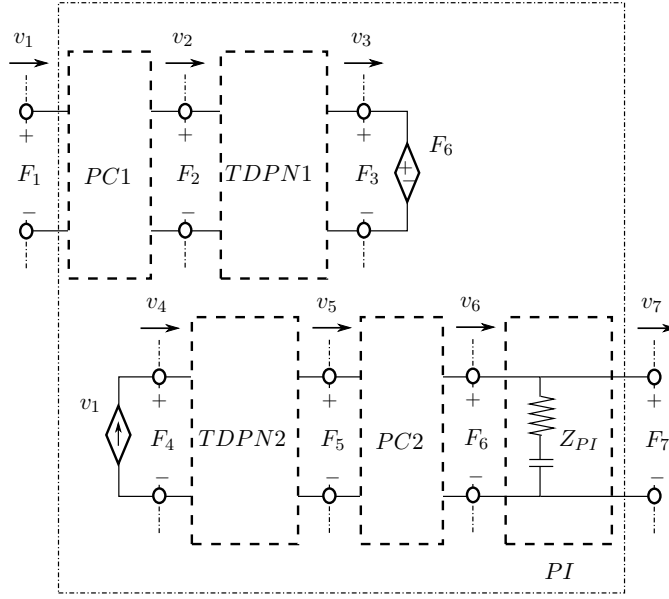 v₁ v₂ v₃
+ + +
F₁ PC1 F₂ TDPN1 F₃ + − F₆
− − −
v₄ v₅ v₆ v₇
+ + + +
v₁ F₄ TDPN2 F₅ PC2 F₆ Z_PI F₇
− − − −
PI